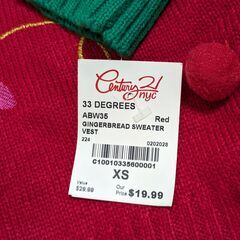 Century 21
nyc
33 DEGREES
ABW35 Red
GINGERBREAD SWEATER
VEST
224 0202028
C10010335600001
XS
Value Our
$29.99 Price $19.99